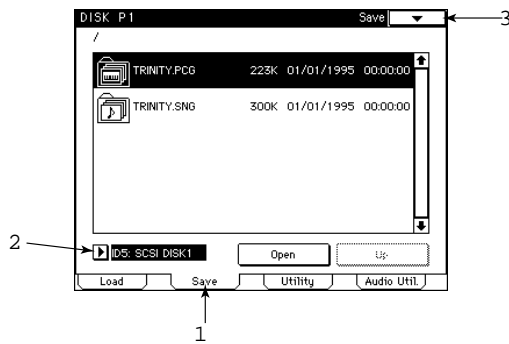 DISK P1 Save
3
/
TRINITY.PCG 223K 01/01/1995 00:00:00
TRINITY.SNG 300K 01/01/1995 00:00:00
2
ID5: SCSI DISK1 Open Up
Load Save Utility Audio Util.
1